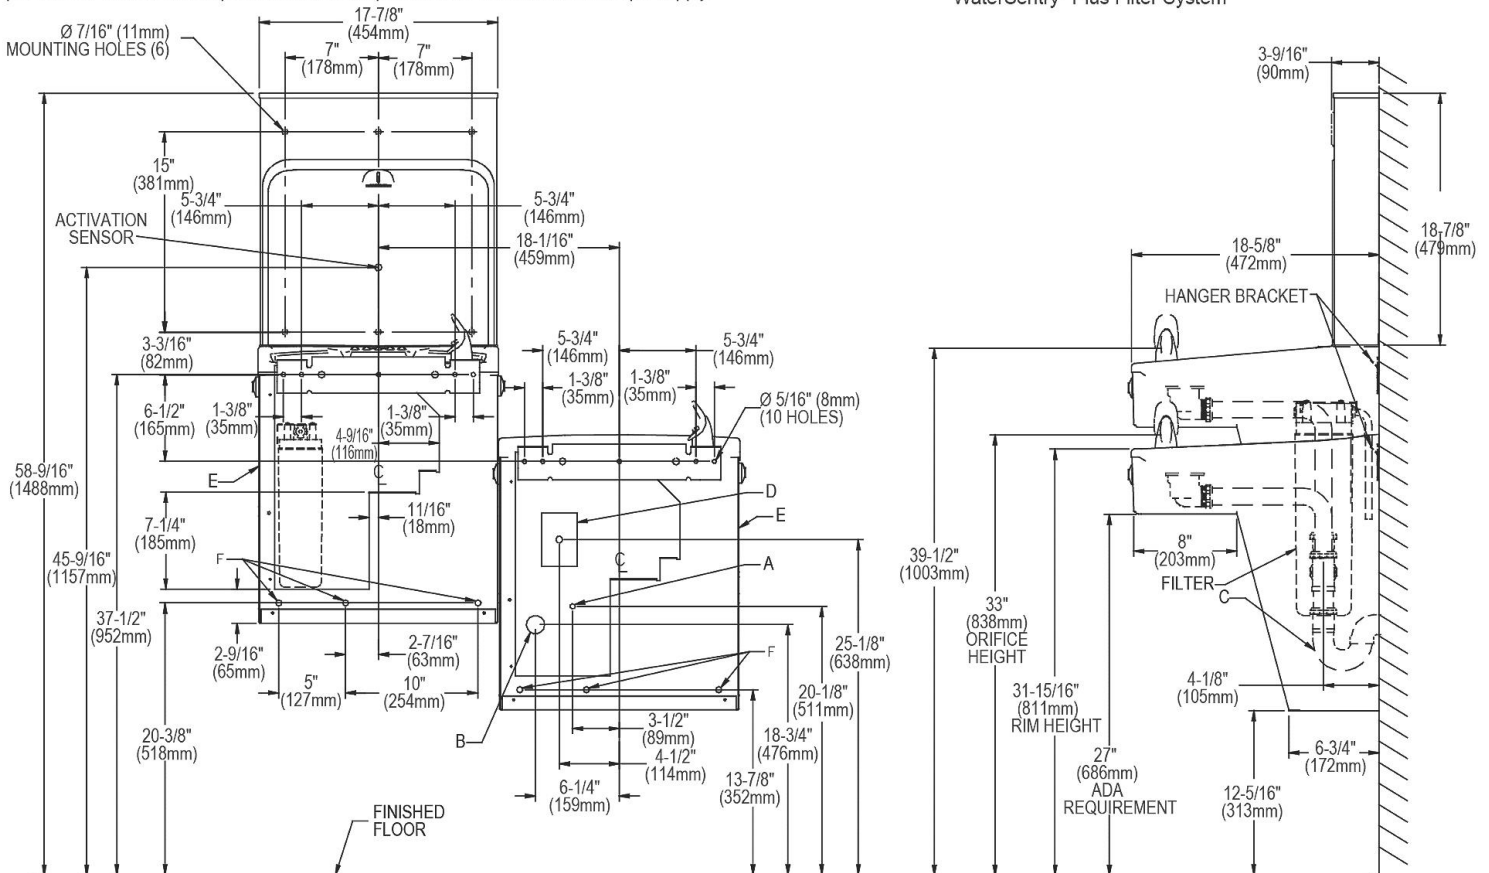 WaterSentry Plus Filter System
17-7/8"
(454mm)
Ø 7/16" (11mm)
MOUNTING HOLES (6)
7"
(178mm)
7"
(178mm)
3-9/16"
(90mm)
15"
(381mm)
5-3/4"
(146mm)
5-3/4"
(146mm)
ACTIVATION
SENSOR
18-1/16"
(459mm)
18-5/8"
(472mm)
18-7/8"
(479mm)
HANGER BRACKET
3-3/16"
(82mm)
5-3/4"
(146mm)
5-3/4"
(146mm)
6-1/2"
(165mm)
1-3/8"
(35mm)
1-3/8"
(35mm)
1-3/8"
(35mm)
1-3/8"
(35mm)
Ø 5/16" (8mm)
(10 HOLES)
4-9/16"
(116mm)
58-9/16"
(1488mm)
E
C
L
11/16"
(18mm)
D
E
7-1/4"
(185mm)
45-9/16"
(1157mm)
F
C
L
A
8"
(203mm)
39-1/2"
(1003mm)
FILTER
C
37-1/2"
(952mm)
33"
(838mm)
ORIFICE
HEIGHT
2-9/16"
(65mm)
2-7/16"
(63mm)
25-1/8"
(638mm)
F
5"
(127mm)
10"
(254mm)
20-1/8"
(511mm)
31-15/16"
(811mm)
RIM HEIGHT
4-1/8"
(105mm)
20-3/8"
(518mm)
B
3-1/2"
(89mm)
18-3/4"
(476mm)
4-1/2"
(114mm)
6-1/4"
(159mm)
13-7/8"
(352mm)
27"
(686mm)
ADA
REQUIREMENT
6-3/4"
(172mm)
12-5/16"
(313mm)
FINISHED
FLOOR